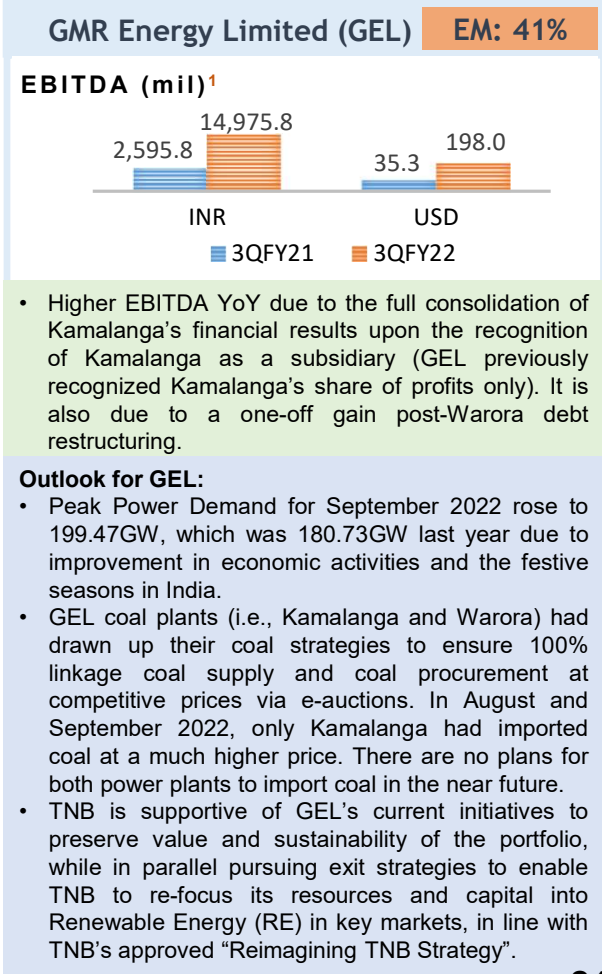 GMR Energy Limited (GEL) EM: 41%
EBITDA (mil)1
2,595.8 14,975.8 35.3 198.0
INR USD
3QFY21 3QFY22
• Higher EBITDA YoY due to the full consolidation of
Kamalanga’s financial results upon the recognition
of Kamalanga as a subsidiary (GEL previously
recognized Kamalanga’s share of profits only). It is
also due to a one-off gain post-Warora debt
restructuring.
Outlook for GEL:
• Peak Power Demand for September 2022 rose to
199.47GW, which was 180.73GW last year due to
improvement in economic activities and the festive
seasons in India.
• GEL coal plants (i.e., Kamalanga and Warora) had
drawn up their coal strategies to ensure 100%
linkage coal supply and coal procurement at
competitive prices via e-auctions. In August and
September 2022, only Kamalanga had imported
coal at a much higher price. There are no plans for
both power plants to import coal in the near future.
• TNB is supportive of GEL’s current initiatives to
preserve value and sustainability of the portfolio,
while in parallel pursuing exit strategies to enable
TNB to re-focus its resources and capital into
Renewable Energy (RE) in key markets, in line with
TNB’s approved “Reimagining TNB Strategy”.